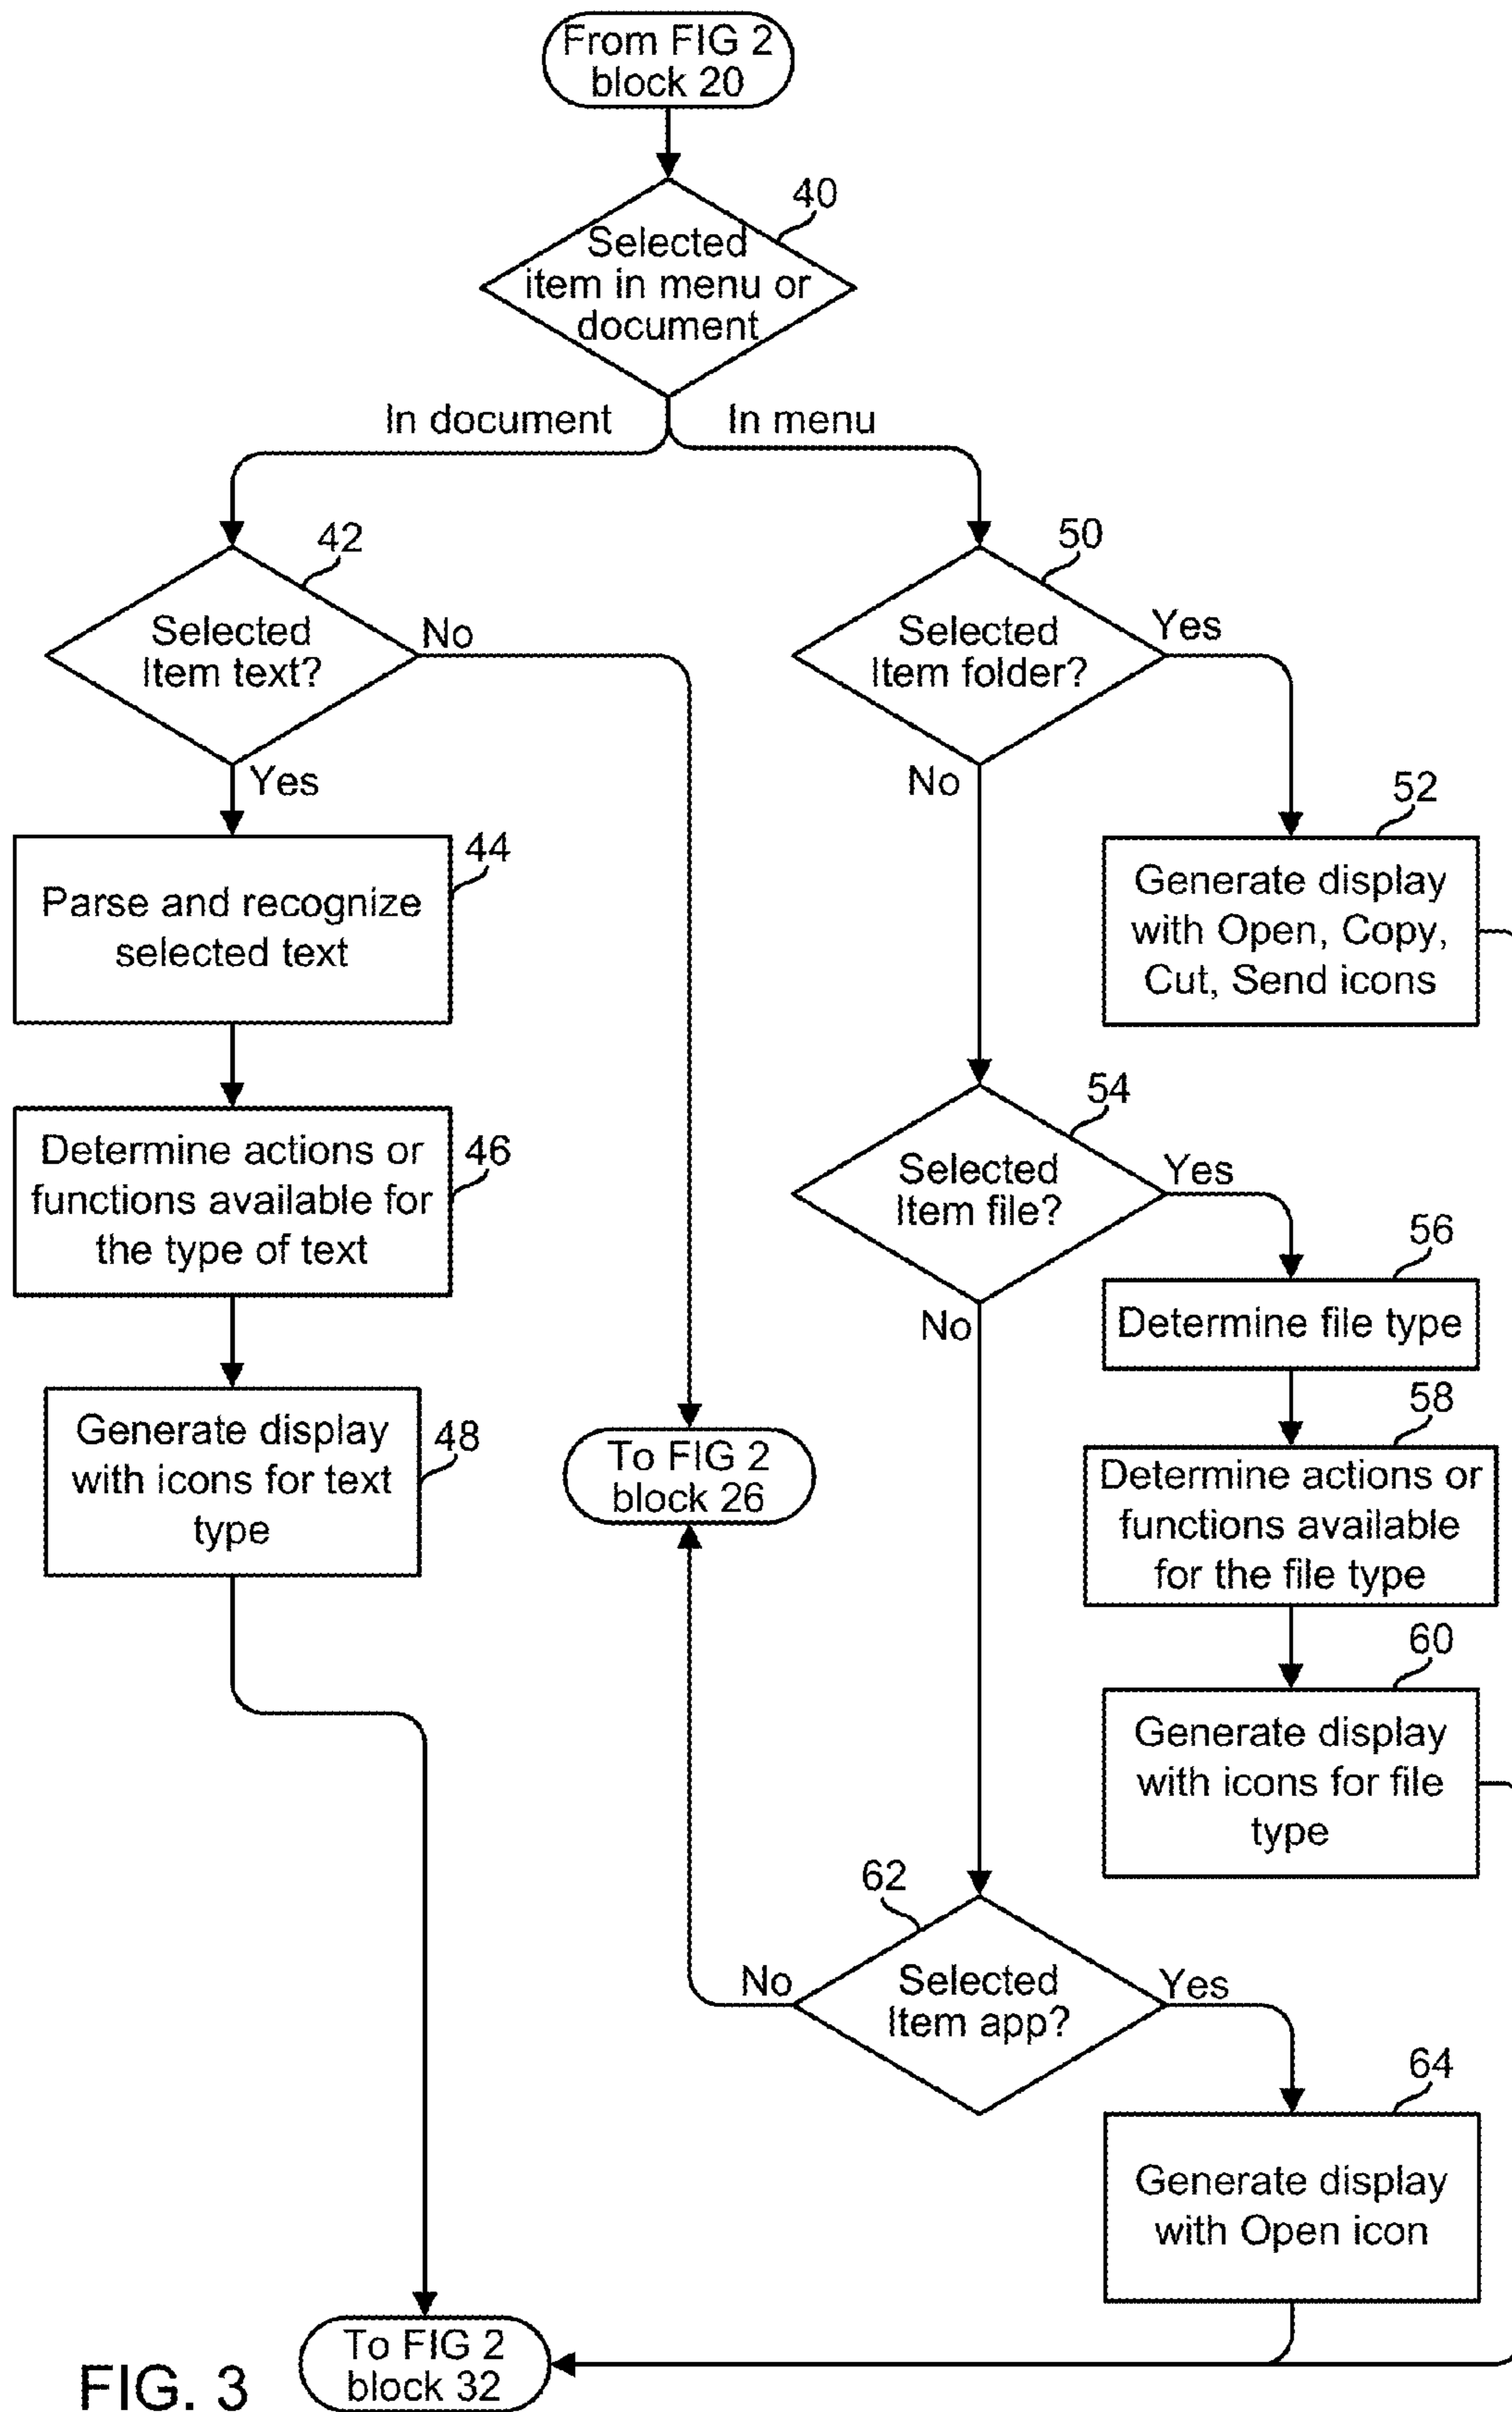 From FIG 2
block 20
40
Selected
item in menu or
document
In document
In menu
42
Selected
Item text?
No
Yes
50
Selected
Item folder?
Yes
No
44
Parse and recognize
selected text
52
Generate display
with Open, Copy,
Cut, Send icons
46
Determine actions or
functions available for
the type of text
54
Selected
Item file?
Yes
No
56
Determine file type
48
Generate display
with icons for text
type
To FIG 2
block 26
58
Determine actions or
functions available
for the file type
60
Generate display
with icons for file
type
62
Selected
Item app?
No
Yes
64
Generate display
with Open icon
To FIG 2
block 32
FIG. 3